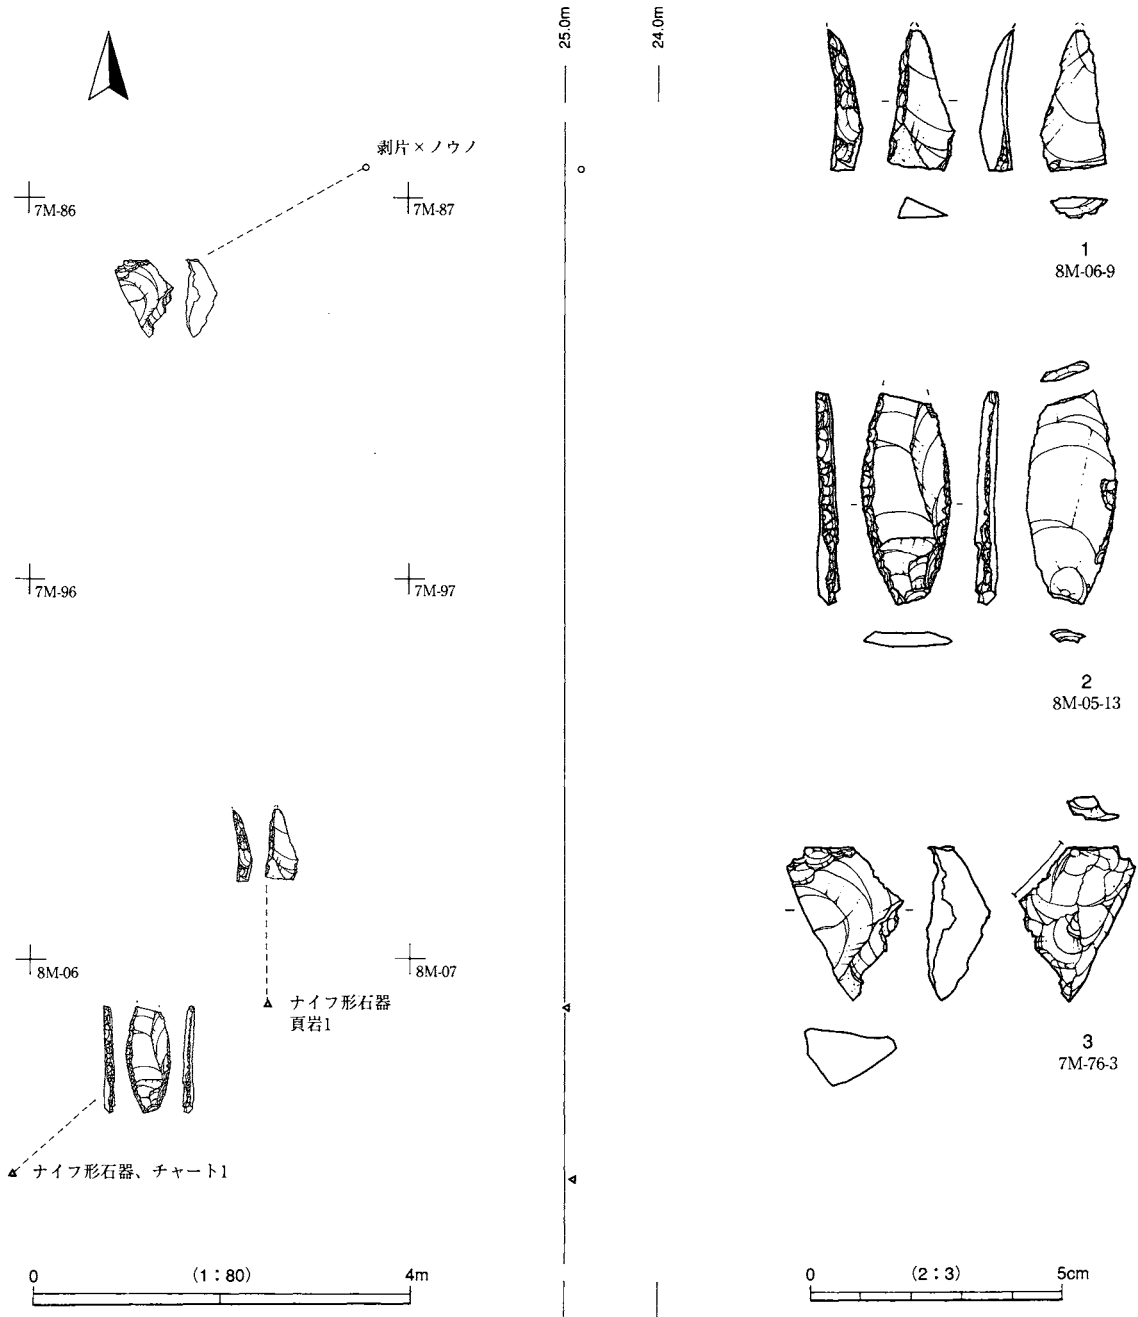 25.0m
24.0m
剥片×ノウノ
7M-86
7M-87
7M-96
7M-97
8M-06
8M-07
ナイフ形石器
頁岩1
ナイフ形石器、チャート1
0 (1：80) 4m
1
8M-06-9
2
8M-05-13
3
7M-76-3
0 (2：3) 5cm